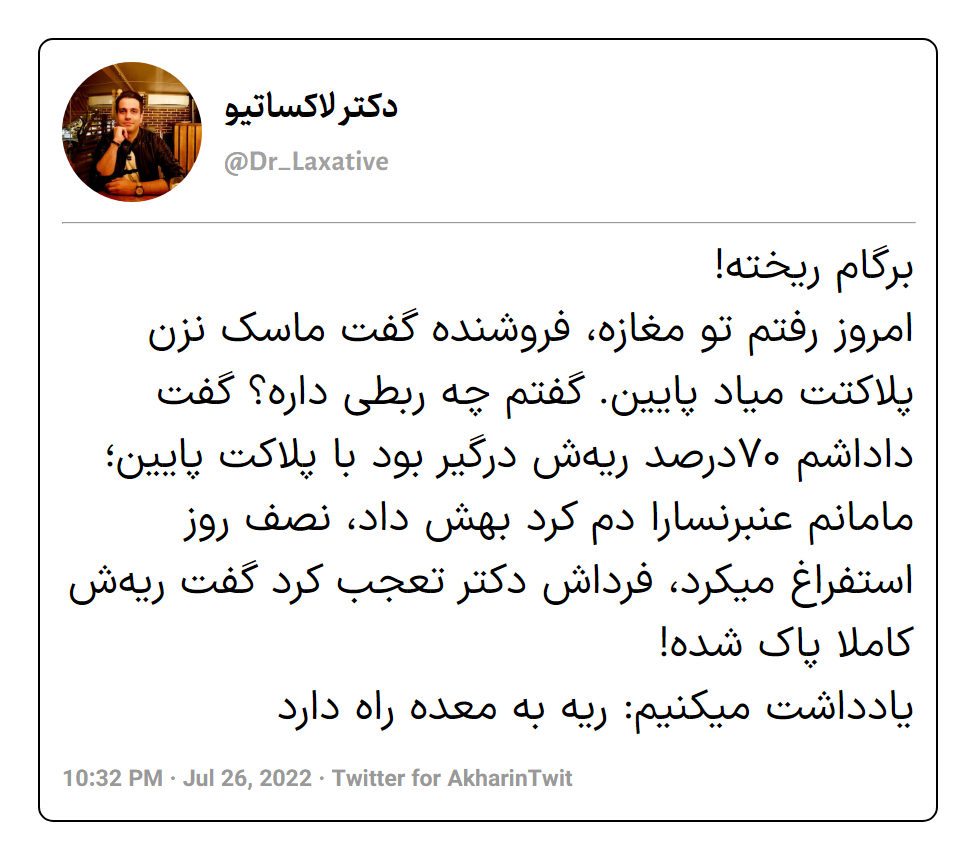 دکتر لاکساتیو
@Dr_Laxative
برگام ریخته!
امروز رفتم تو مغازه، فروشنده گفت ماسک نزن
پلاکتت میاد پایین. گفتم چه ربطی داره؟ گفت
داداشم ۷۰درصد ریه‌ش درگیر بود با پلاکت پایین؛
مامانم عنبرنسارا دم کرد بهش داد، نصف روز
استفراغ میکرد، فرداش دکتر تعجب کرد گفت ریه‌ش
کاملا پاک شده!
یادداشت میکنیم: ریه به معده راه دارد
10:32 PM · Jul 26, 2022 · Twitter for AkharinTwit